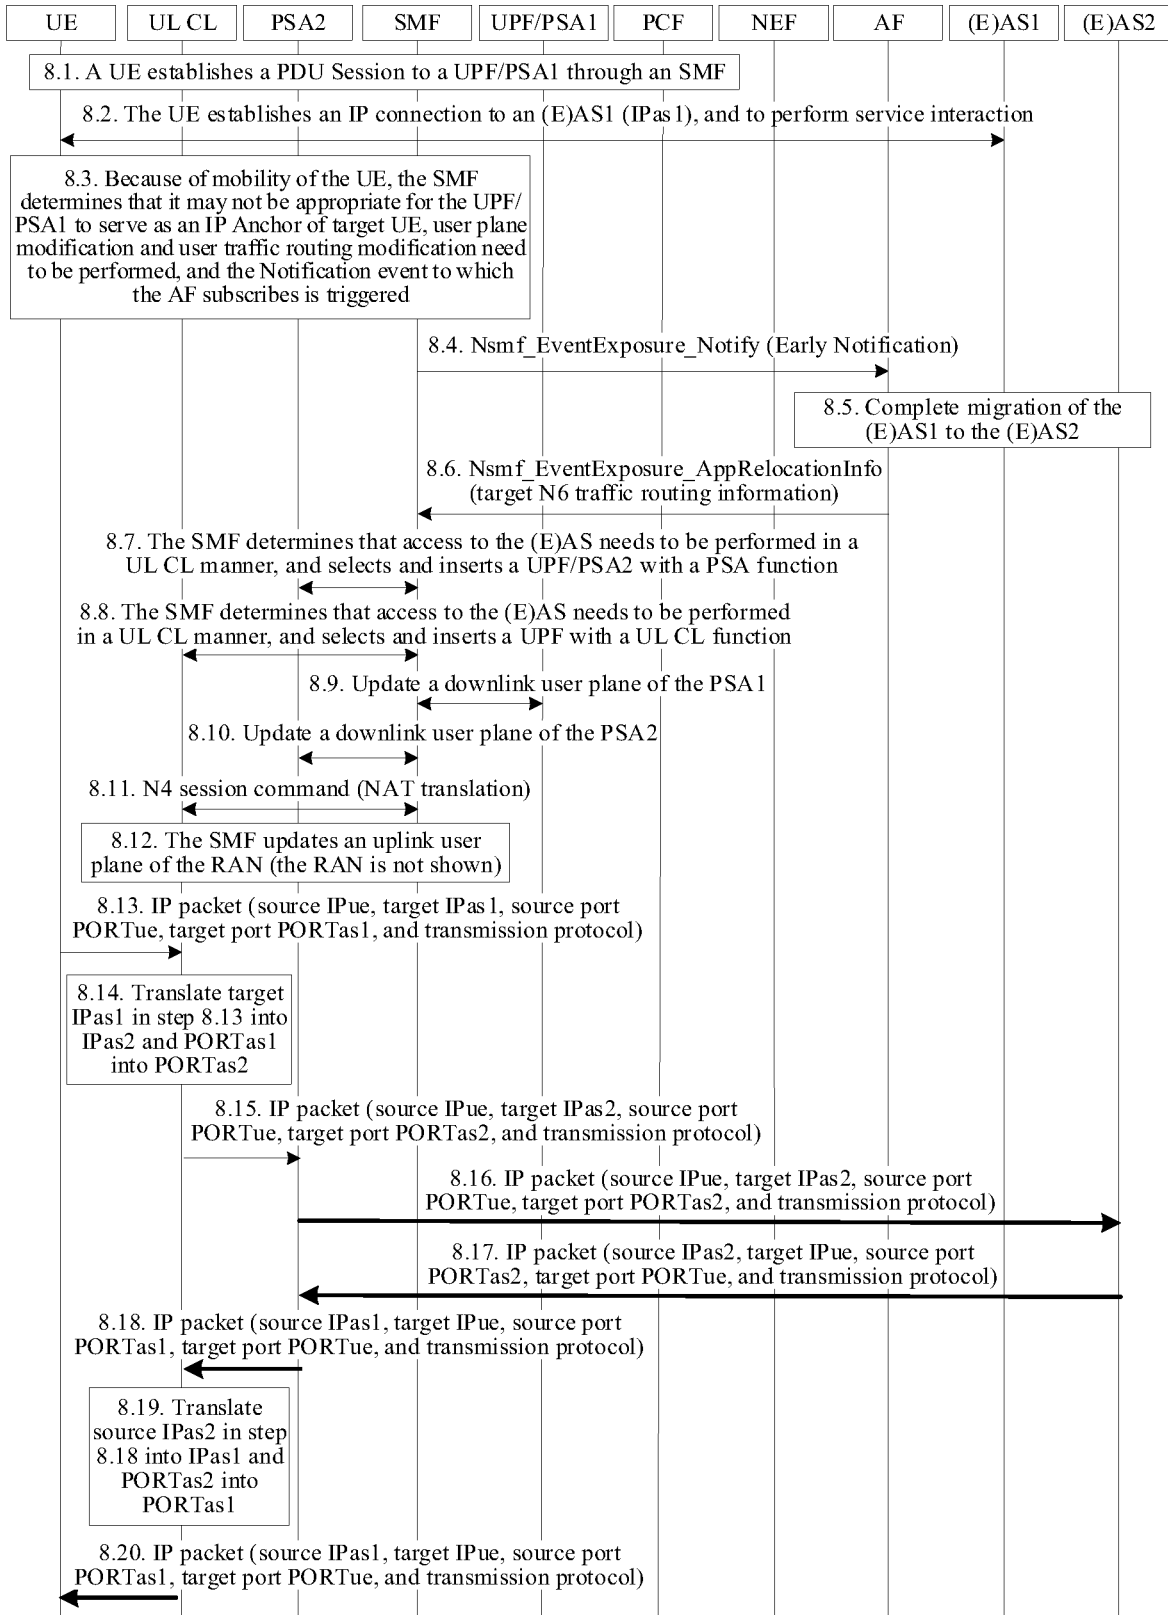 UE UL CL PSA2 SMF UPF/PSA1 PCF NEF AF (E)AS1 (E)AS2
8.1. A UE establishes a PDU Session to a UPF/PSA1 through an SMF
8.2. The UE establishes an IP connection to an (E)AS1 (IPas1), and to perform service interaction
8.3. Because of mobility of the UE, the SMF
determines that it may not be appropriate for the UPF/
PSA1 to serve as an IP Anchor of target UE, user plane
modification and user traffic routing modification need
to be performed, and the Notification event to which
the AF subscribes is triggered
8.4. Nsmf_EventExposure_Notify (Early Notification)
8.5. Complete migration of the
(E)AS1 to the (E)AS2
8.6. Nsmf_EventExposure_AppRelocationInfo
(target N6 traffic routing information)
8.7. The SMF determines that access to the (E)AS needs to be performed in a
UL CL manner, and selects and inserts a UPF/PSA2 with a PSA function
8.8. The SMF determines that access to the (E)AS needs to be performed
in a UL CL manner, and selects and inserts a UPF with a UL CL function
8.9. Update a downlink user plane of the PSA1
8.10. Update a downlink user plane of the PSA2
8.11. N4 session command (NAT translation)
8.12. The SMF updates an uplink user
plane of the RAN (the RAN is not shown)
8.13. IP packet (source IPue, target IPas1, source port
PORTue, target port PORTas1, and transmission protocol)
8.14. Translate target
IPas1 in step 8.13 into
IPas2 and PORTas1
into PORTas2
8.15. IP packet (source IPue, target IPas2, source port
PORTue, target port PORTas2, and transmission protocol)
8.16. IP packet (source IPue, target IPas2, source port
PORTue, target port PORTas2, and transmission protocol)
8.17. IP packet (source IPas2, target IPue, source port
PORTas2, target port PORTue, and transmission protocol)
8.18. IP packet (source IPas1, target IPue, source port
PORTas1, target port PORTue, and transmission protocol)
8.19. Translate
source IPas2 in step
8.18 into IPas1 and
PORTas2 into
PORTas1
8.20. IP packet (source IPas1, target IPue, source port
PORTas1, target port PORTue, and transmission protocol)